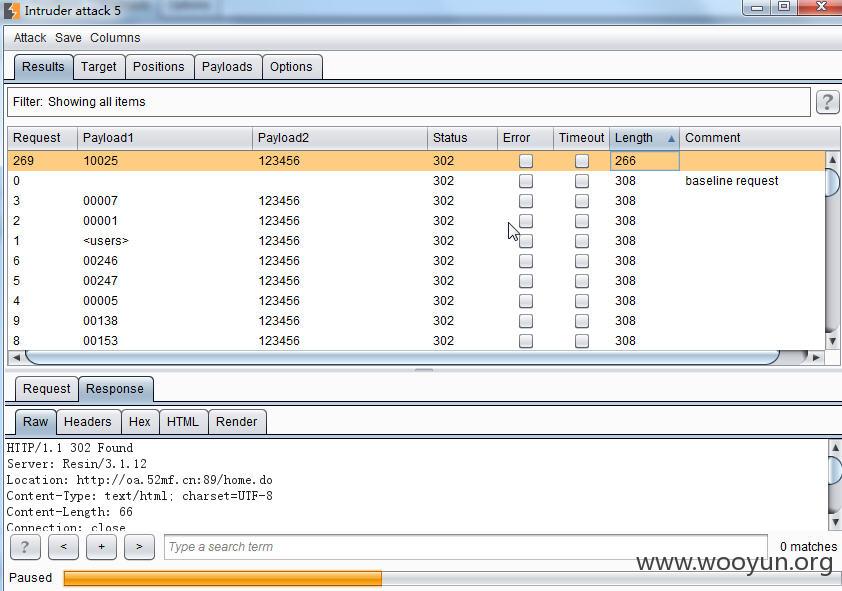 Intruder attack 5
Attack Save Columns
Results Target Positions Payloads Options
Filter: Showing all items
?
Request Payload1 Payload2 Status Error Timeout Length Comment
269 10025 123456 302 266
0 302 308 baseline request
3 00007 123456 302 308
2 00001 123456 302 308
1 <users> 123456 302 308
6 00246 123456 302 308
5 00247 123456 302 308
4 00005 123456 302 308
9 00138 123456 302 308
8 00153 123456 302 308
Request Response
Raw Headers Hex HTML Render
HTTP/1.1 302 Found
Server: Resin/3.1.12
Location: http://oa.52mf.cn:89/home.do
Content-Type: text/html; charset=UTF-8
Content-Length: 66
Connection: close
? < + > Type a search term 0 matches
www.wooyun.org
Paused